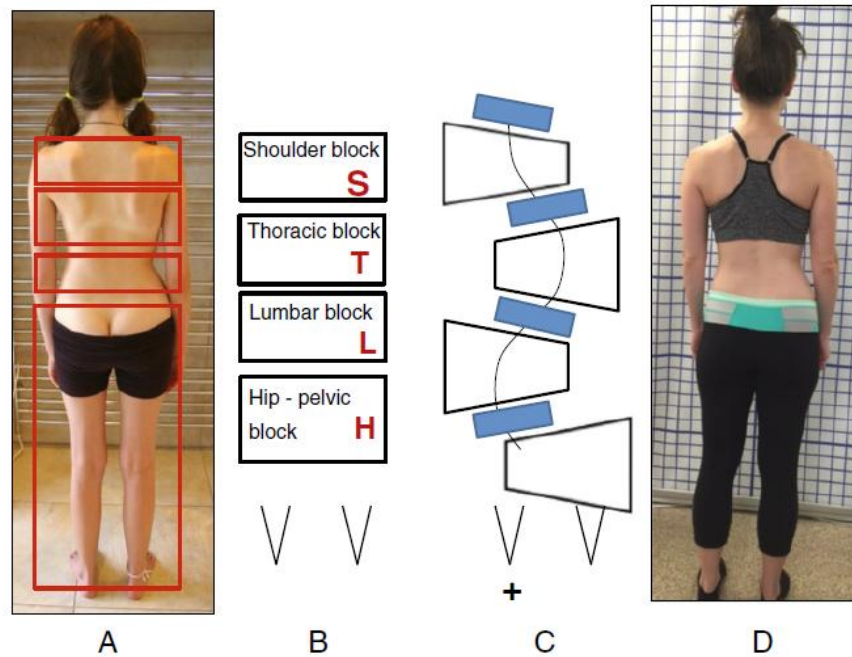 Shoulder block
S
Thoracic block
T
Lumbar block
L
Hip - pelvic
block
H
+
A
B
C
D